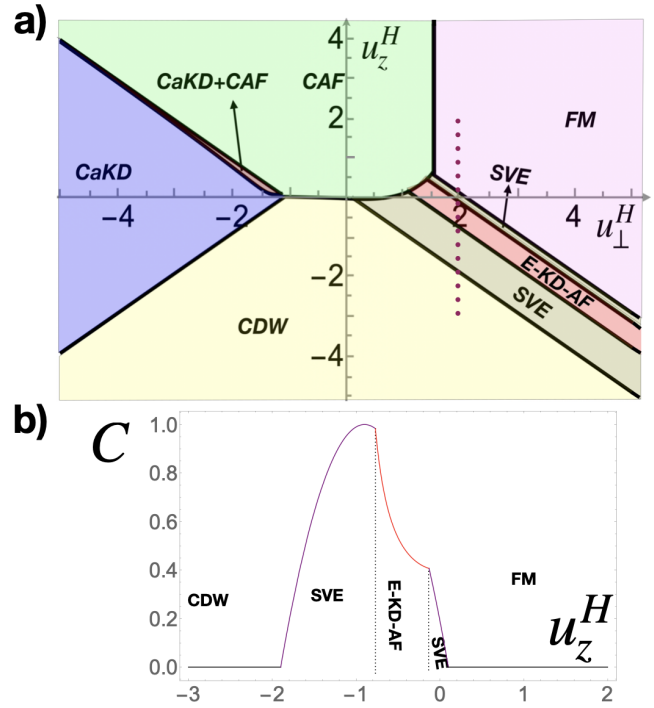 a)
4
u_z^H
CaKD+CAF
CAF
2
FM
SVE
CaKD
−4
−2
2
4
u_⊥^H
E-KD-AF
−2
SVE
CDW
−4
b)
C
1.0
0.8
0.6
0.4
0.2
0.0
CDW
SVE
E-KD-AF
SVE
FM
u_z^H
−3
−2
−1
0
1
2